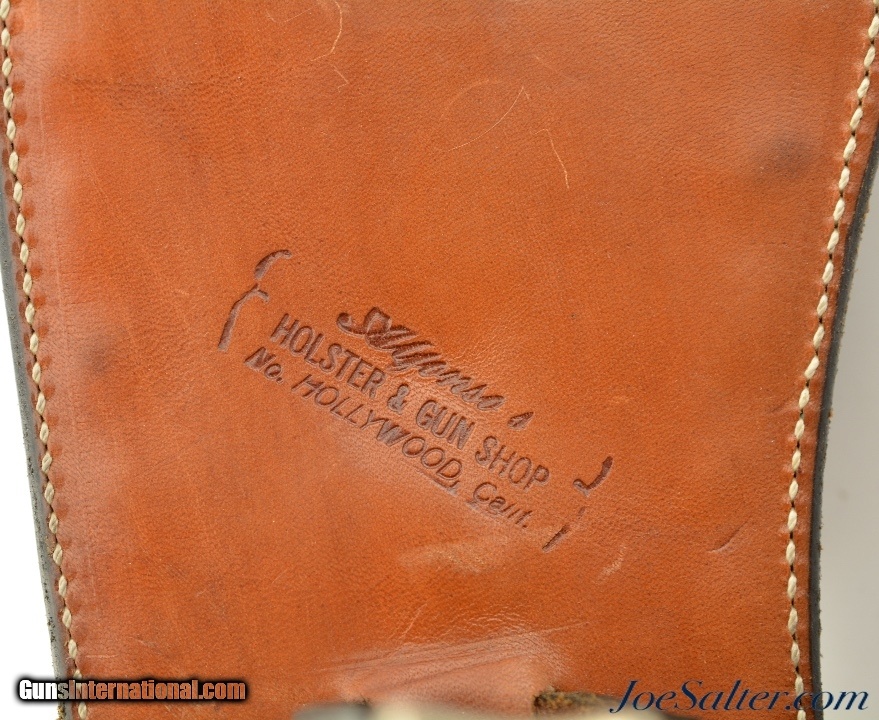 Alfonso's
HOLSTER & GUN SHOP
No. HOLLYWOOD, Calif.
GunsInternational.com
JoeSalter.com